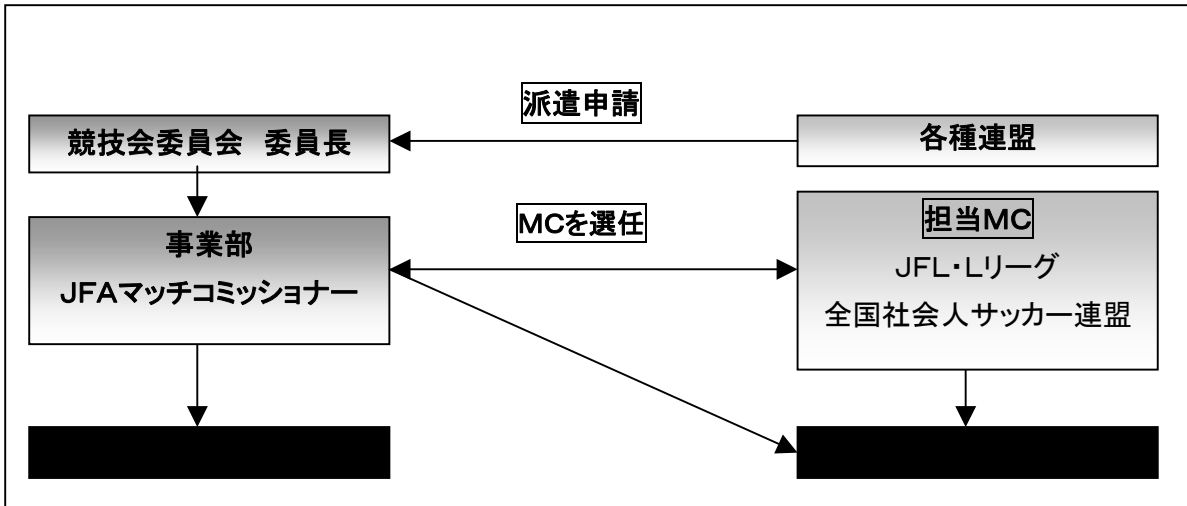 派遣申請
競技会委員会　委員長
各種連盟
事業部
JFAマッチコミッショナー
MCを選任
担当MC
JFL・Lリーグ
全国社会人サッカー連盟